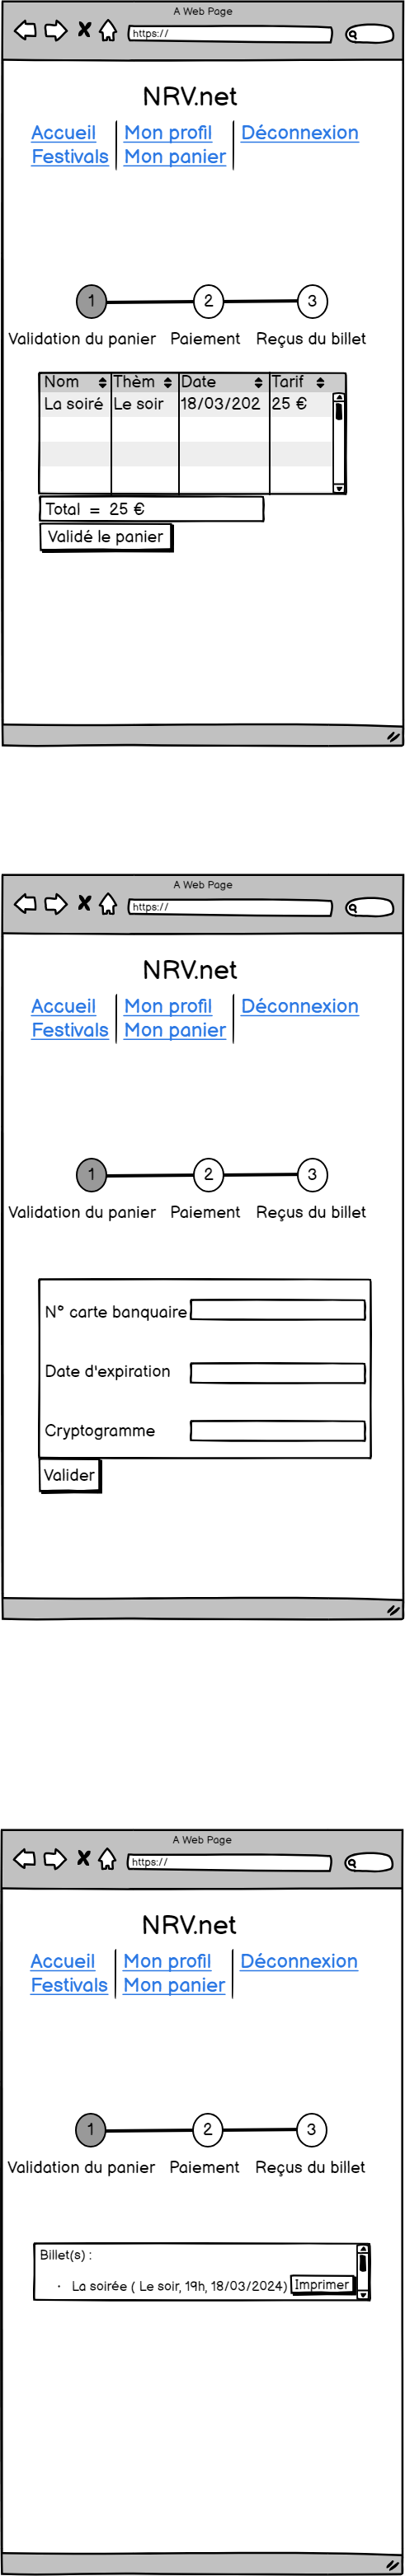 A Web Page
https://
NRV.net
Accueil Mon profil Déconnexion
Festivals Mon panier
1 2 3
Validation du panier Paiement Reçus du billet
Nom Thèm Date Tarif
La soiré Le soir 18/03/202 25 €
Total = 25 €
Validé le panier
A Web Page
https://
NRV.net
Accueil Mon profil Déconnexion
Festivals Mon panier
1 2 3
Validation du panier Paiement Reçus du billet
N° carte banquaire
Date d'expiration
Cryptogramme
Valider
A Web Page
https://
NRV.net
Accueil Mon profil Déconnexion
Festivals Mon panier
1 2 3
Validation du panier Paiement Reçus du billet
Billet(s) :
· La soirée ( Le soir, 19h, 18/03/2024) Imprimer